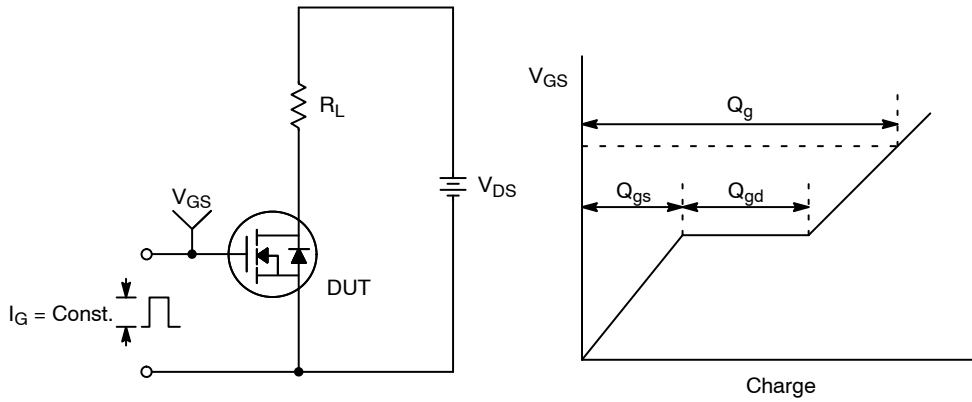 R_L
V_GS
V_DS
DUT
I_G = Const.
V_GS
Q_g
Q_gs
Q_gd
Charge